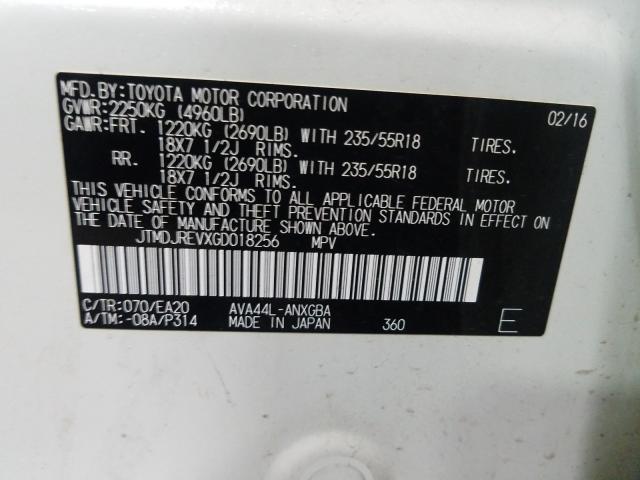 MFD.BY:TOYOTA MOTOR CORPORATION 02/16
GVWR:2250KG (4960LB)
GAWR:FRT. 1220KG (2690LB) WITH 235/55R18 TIRES.
18X7 1/2J RIMS.
RR. 1220KG (2690LB) WITH 235/55R18 TIRES.
18X7 1/2J RIMS.
THIS VEHICLE CONFORMS TO ALL APPLICABLE FEDERAL MOTOR
VEHICLE SAFETY AND THEFT PREVENTION STANDARDS IN EFFECT ON
THE DATE OF MANUFACTURE SHOWN ABOVE.
JTMDJREVXGD018256 MPV
C/TR:070/EA20 AVA44L-ANXGBA
A/TM:-08A/P314 MADE IN JAPAN 360 E